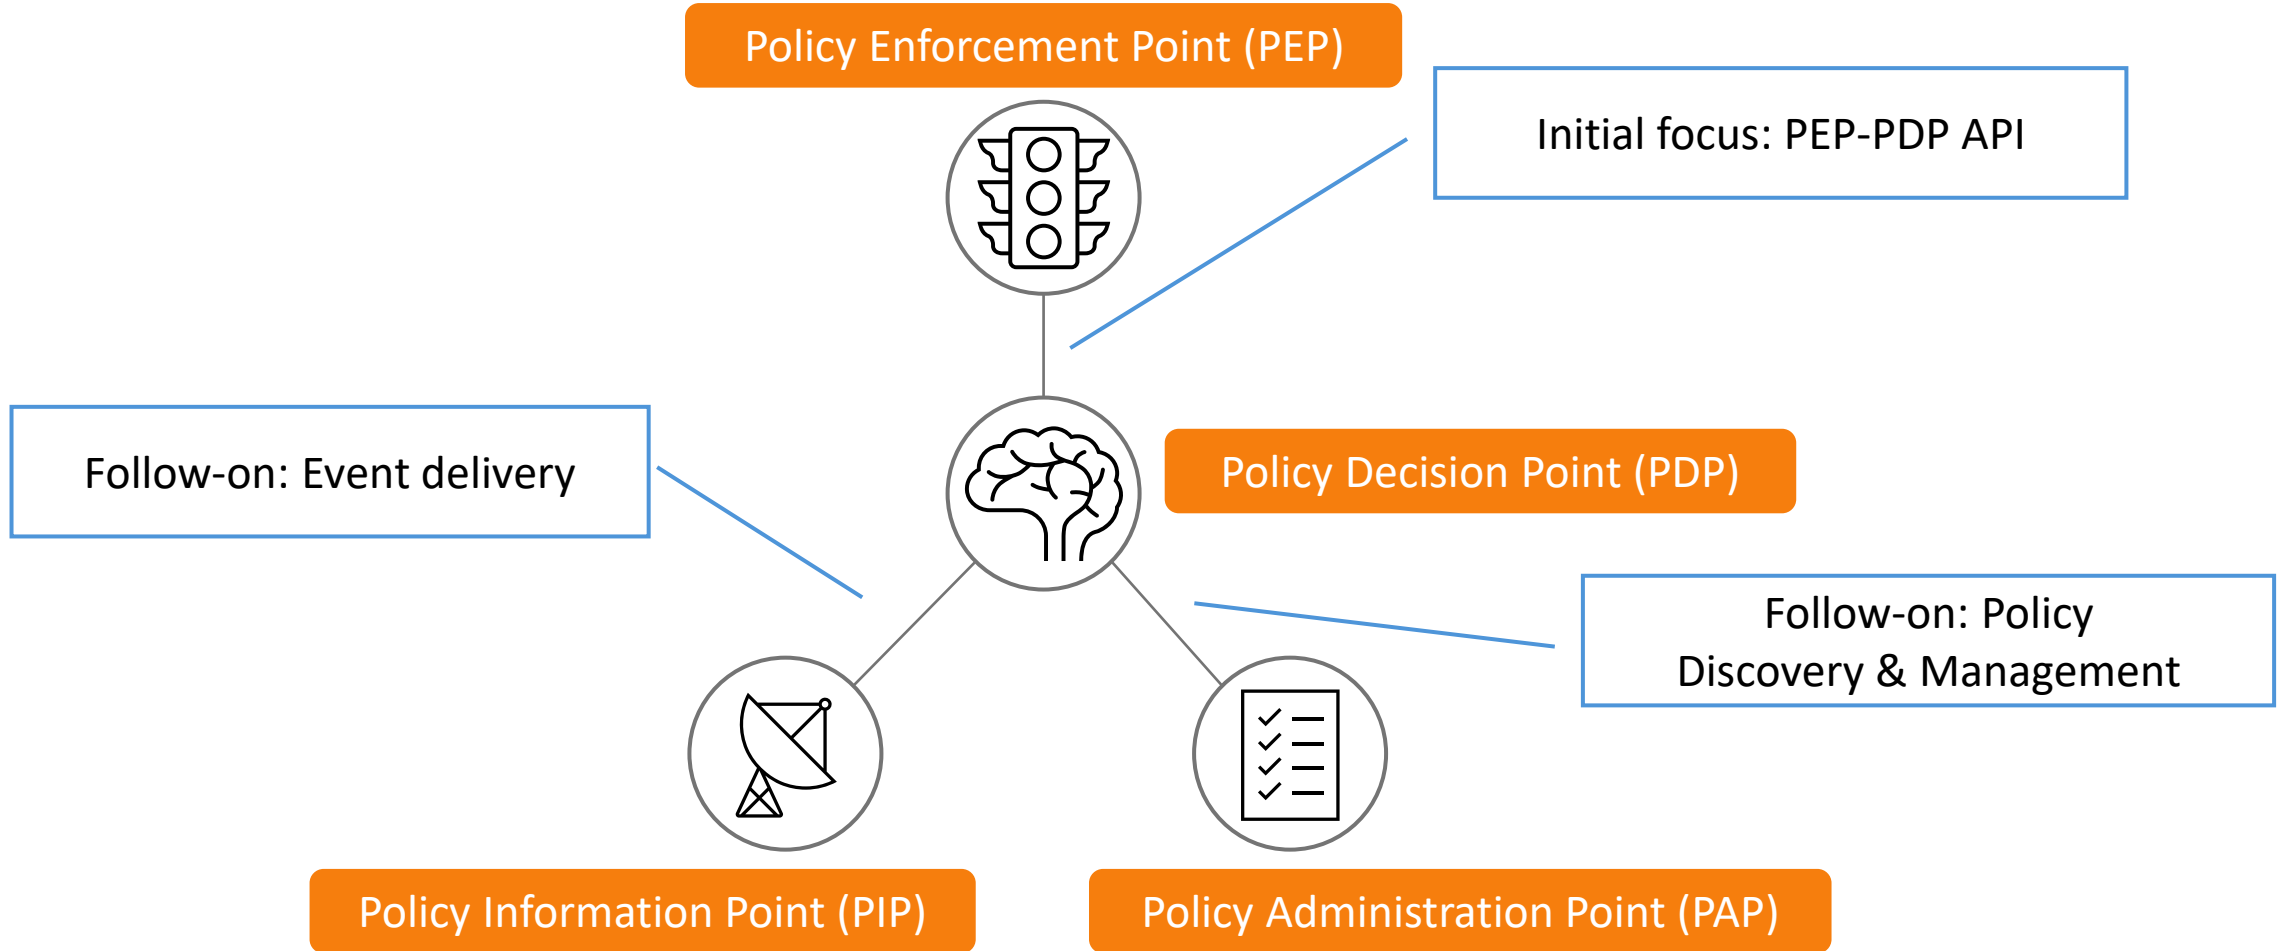 Policy Enforcement Point (PEP)
Initial focus: PEP-PDP API
Follow-on: Event delivery
Policy Decision Point (PDP)
Follow-on: Policy
Discovery & Management
Policy Information Point (PIP)
Policy Administration Point (PAP)